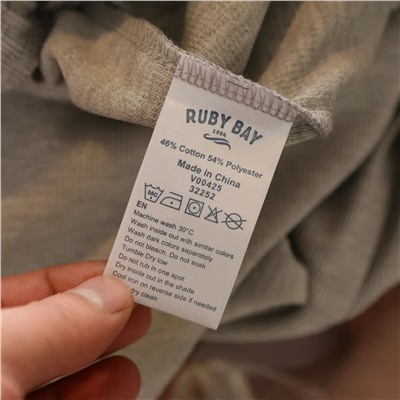 RUBY BAY
1964
46% Cotton 54% Polyester
Made in China
V00425
32252
30C
EN
Machine wash 30°C
Wash inside out with similar colors
Wash dark colors separately
Do not bleach. Do not soak
Tumble Dry low
Do not rub in one spot
Dry inside out in the shade
Cool iron on reverse side if needed
dry clean